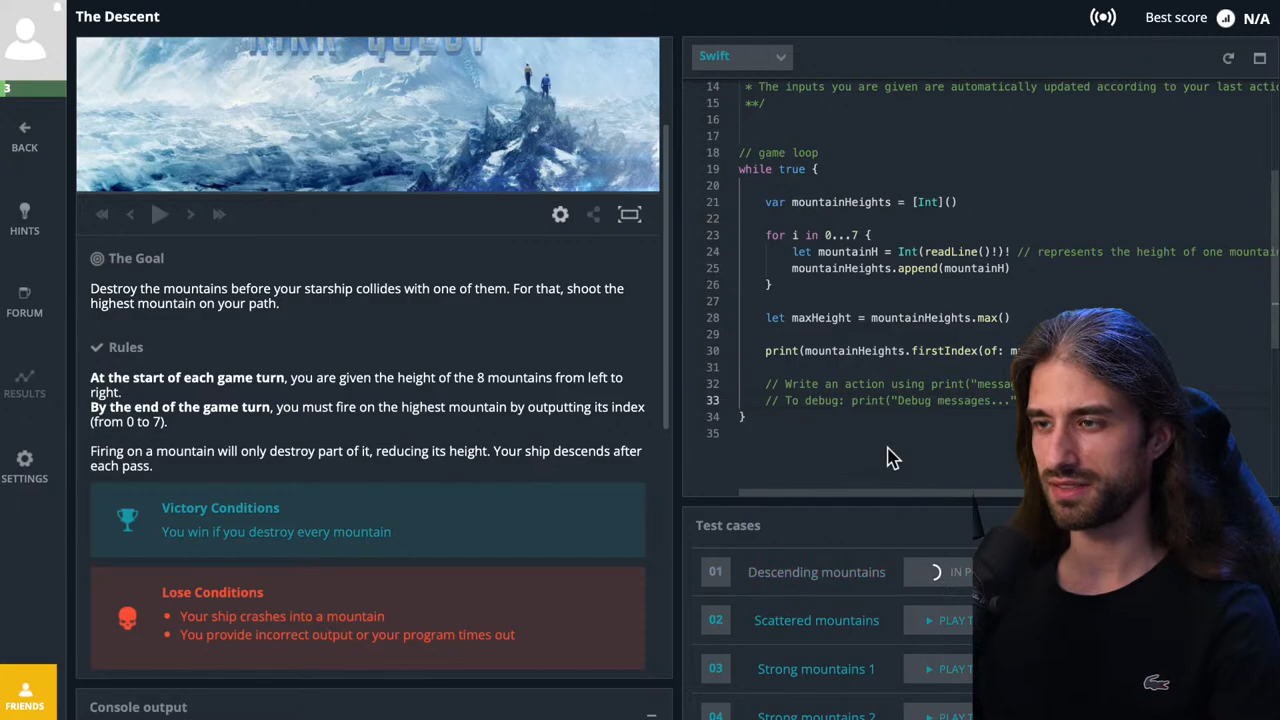 The Descent
Best score N/A
3
BACK
HINTS
FORUM
RESULTS
SETTINGS
FRIENDS
The Goal
Destroy the mountains before your starship collides with one of them. For that, shoot the
highest mountain on your path.
Rules
At the start of each game turn, you are given the height of the 8 mountains from left to
right.
By the end of the game turn, you must fire on the highest mountain by outputting its index
(from 0 to 7).
Firing on a mountain will only destroy part of it, reducing its height. Your ship descends after
each pass.
Victory Conditions
You win if you destroy every mountain
Lose Conditions
Your ship crashes into a mountain
You provide incorrect output or your program times out
Console output
Swift
14 * The inputs you are given are automatically updated according to your last actio
15 **/
16
17
18 // game loop
19 while true {
20
21 var mountainHeights = [Int]()
22
23 for i in 0...7 {
24 let mountainH = Int(readLine()!)! // represents the height of one mountai
25 mountainHeights.append(mountainH)
26 }
27
28 let maxHeight = mountainHeights.max()
29
30 print(mountainHeights.firstIndex(of: m
31
32 // Write an action using print("messa
33 // To debug: print("Debug messages..."
34 }
35
Test cases
01 Descending mountains IN P
02 Scattered mountains PLAY T
03 Strong mountains 1 PLAY T
04 Strong mountains 2 PLAY T